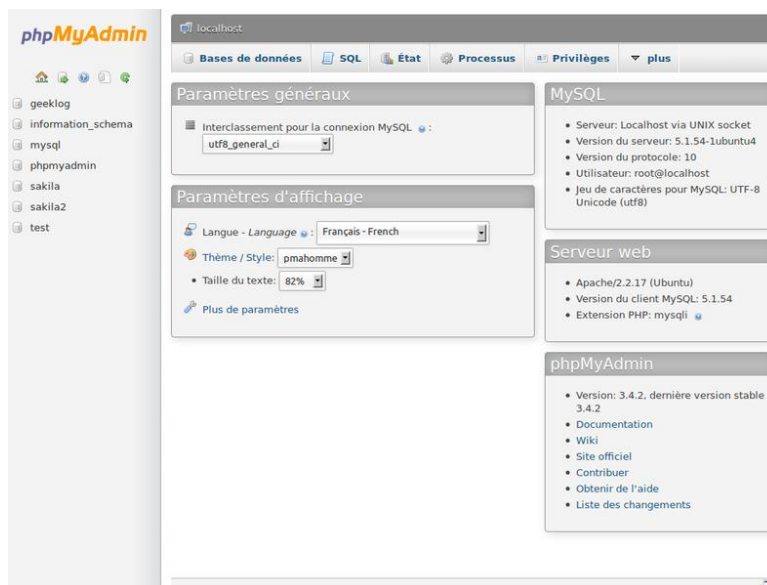 phpMyAdmin
geeklog
information_schema
mysql
phpmyadmin
sakila
sakila2
test
localhost
Bases de données
SQL
État
Processus
Privilèges
plus
Paramètres généraux
Interclassement pour la connexion MySQL :
utf8_general_ci
Paramètres d'affichage
Langue - Language : Français - French
Thème / Style: pmahomme
• Taille du texte: 82%
Plus de paramètres
MySQL
• Serveur: Localhost via UNIX socket
• Version du serveur: 5.1.54-1ubuntu4
• Version du protocole: 10
• Utilisateur: root@localhost
• Jeu de caractères pour MySQL: UTF-8
Unicode (utf8)
Serveur web
• Apache/2.2.17 (Ubuntu)
• Version du client MySQL: 5.1.54
• Extension PHP: mysqli
phpMyAdmin
• Version: 3.4.2, dernière version stable
3.4.2
• Documentation
• Wiki
• Site officiel
• Contribuer
• Obtenir de l'aide
• Liste des changements